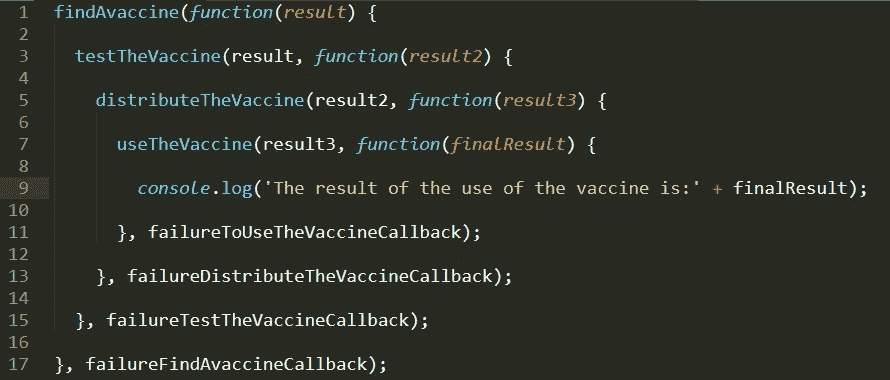 1 findAvaccine(function(result) {
2
3 testTheVaccine(result, function(result2) {
4
5 distributeTheVaccine(result2, function(result3) {
6
7 useTheVaccine(result3, function(finalResult) {
8
9 console.log('The result of the use of the vaccine is:' + finalResult);
10
11 }, failureToUseTheVaccineCallback);
12
13 }, failureDistributeTheVaccineCallback);
14
15 }, failureTestTheVaccineCallback);
16
17 }, failureFindAvaccineCallback);